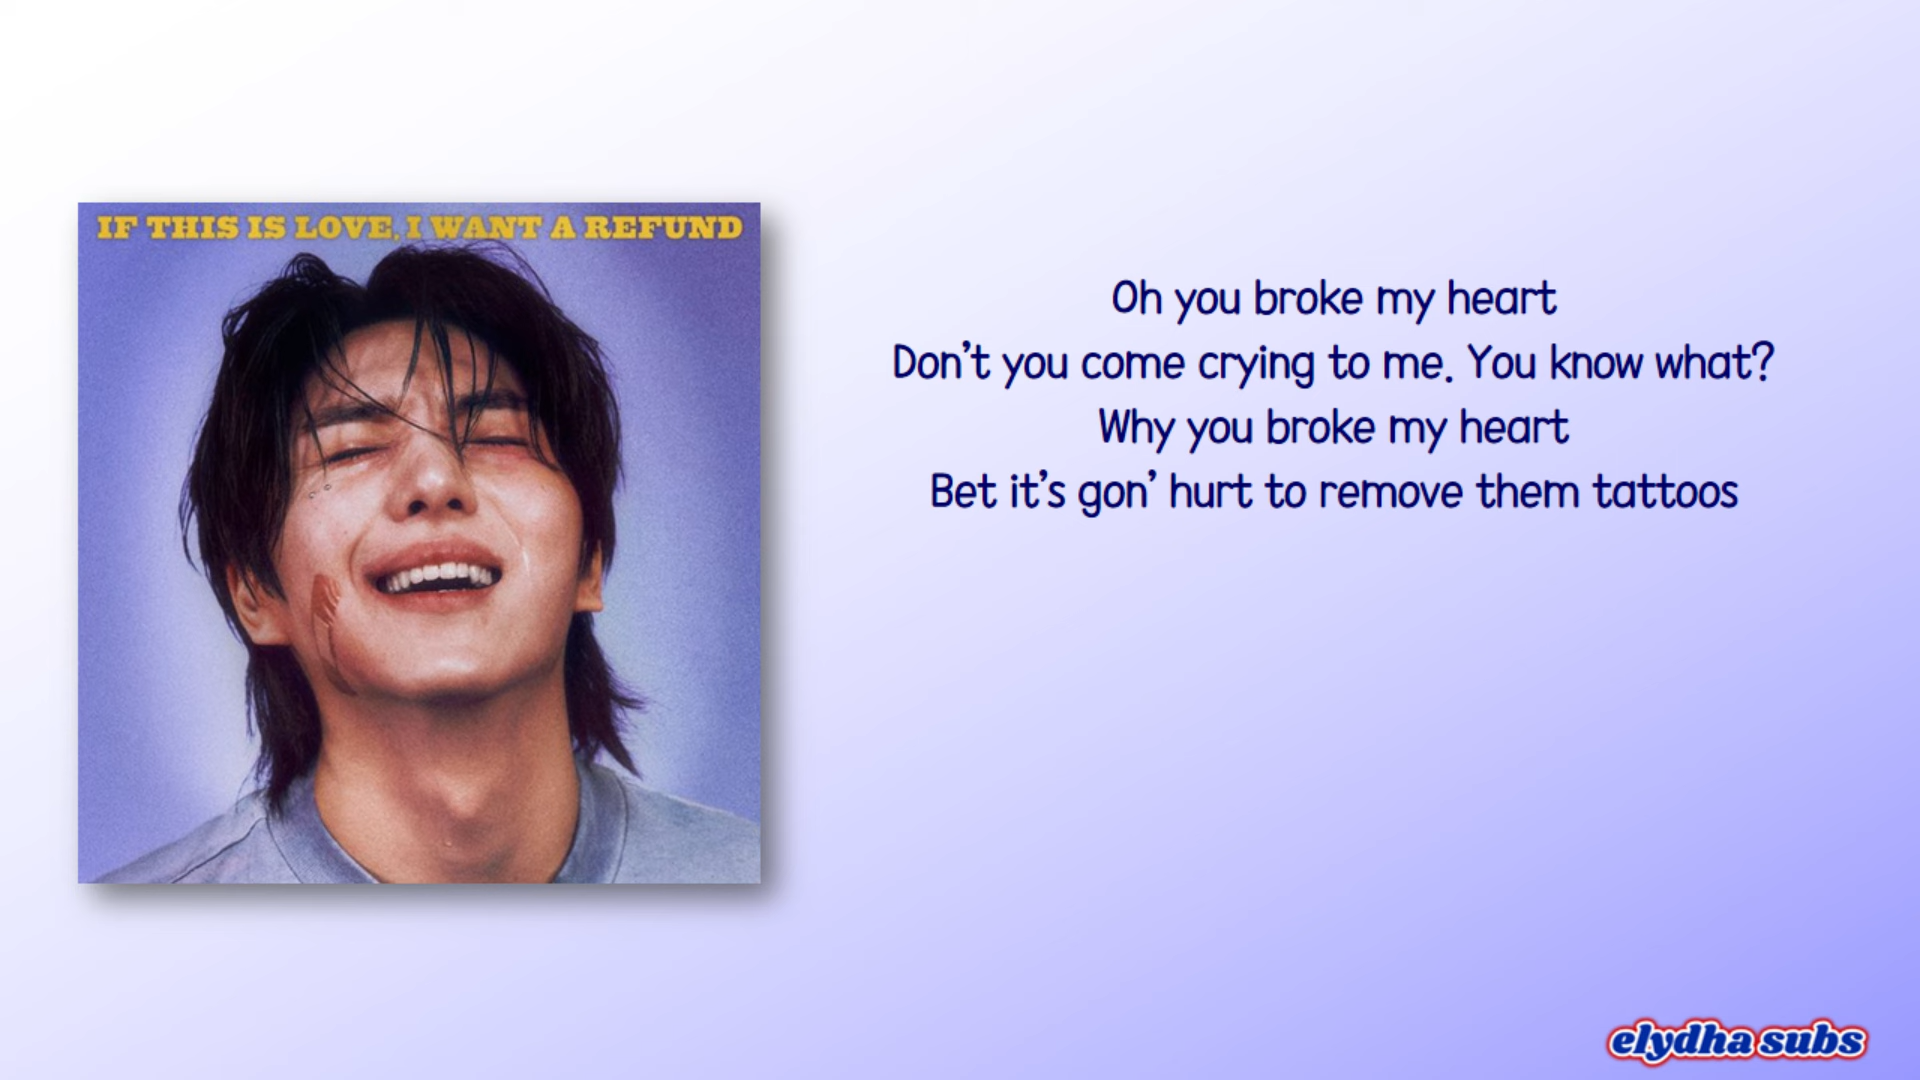 IF THIS IS LOVE, I WANT A REFUND
Oh you broke my heart
Don't you come crying to me. You know what?
Why you broke my heart
Bet it's gon' hurt to remove them tattoos
elydha subs